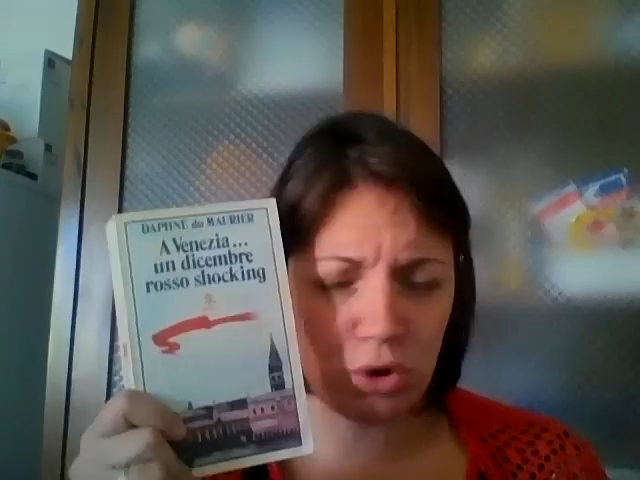 DAPHNE du MAURIER
A Venezia...
un dicembre
rosso shocking